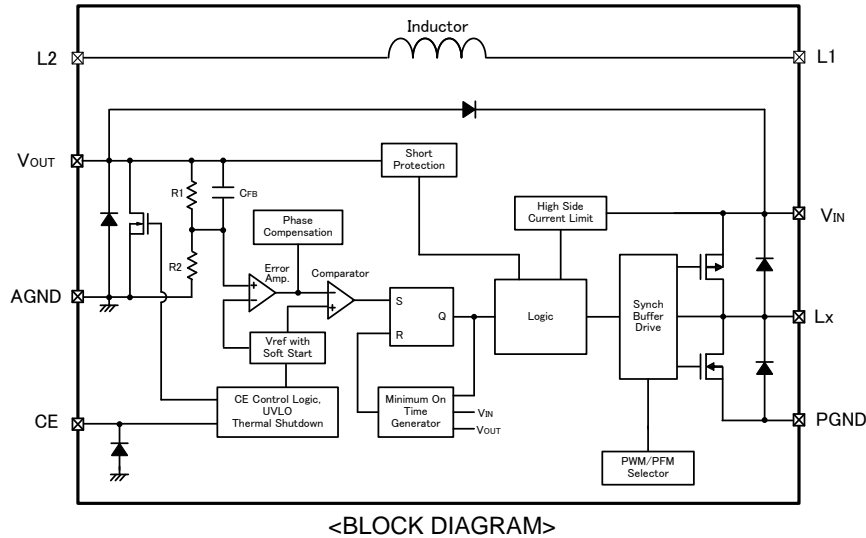 Inductor
L2
L1
VOUT
Short
Protection
R1
CFB
High Side
Current Limit
VIN
Phase
Compensation
R2
Error
Amp.
Comparator
AGND
S
Q
R
Logic
Synch
Buffer
Drive
Lx
Vref with
Soft Start
CE Control Logic,
UVLO
Thermal Shutdown
Minimum On
Time
Generator
VIN
VOUT
CE
PGND
PWM/PFM
Selector
<BLOCK DIAGRAM>